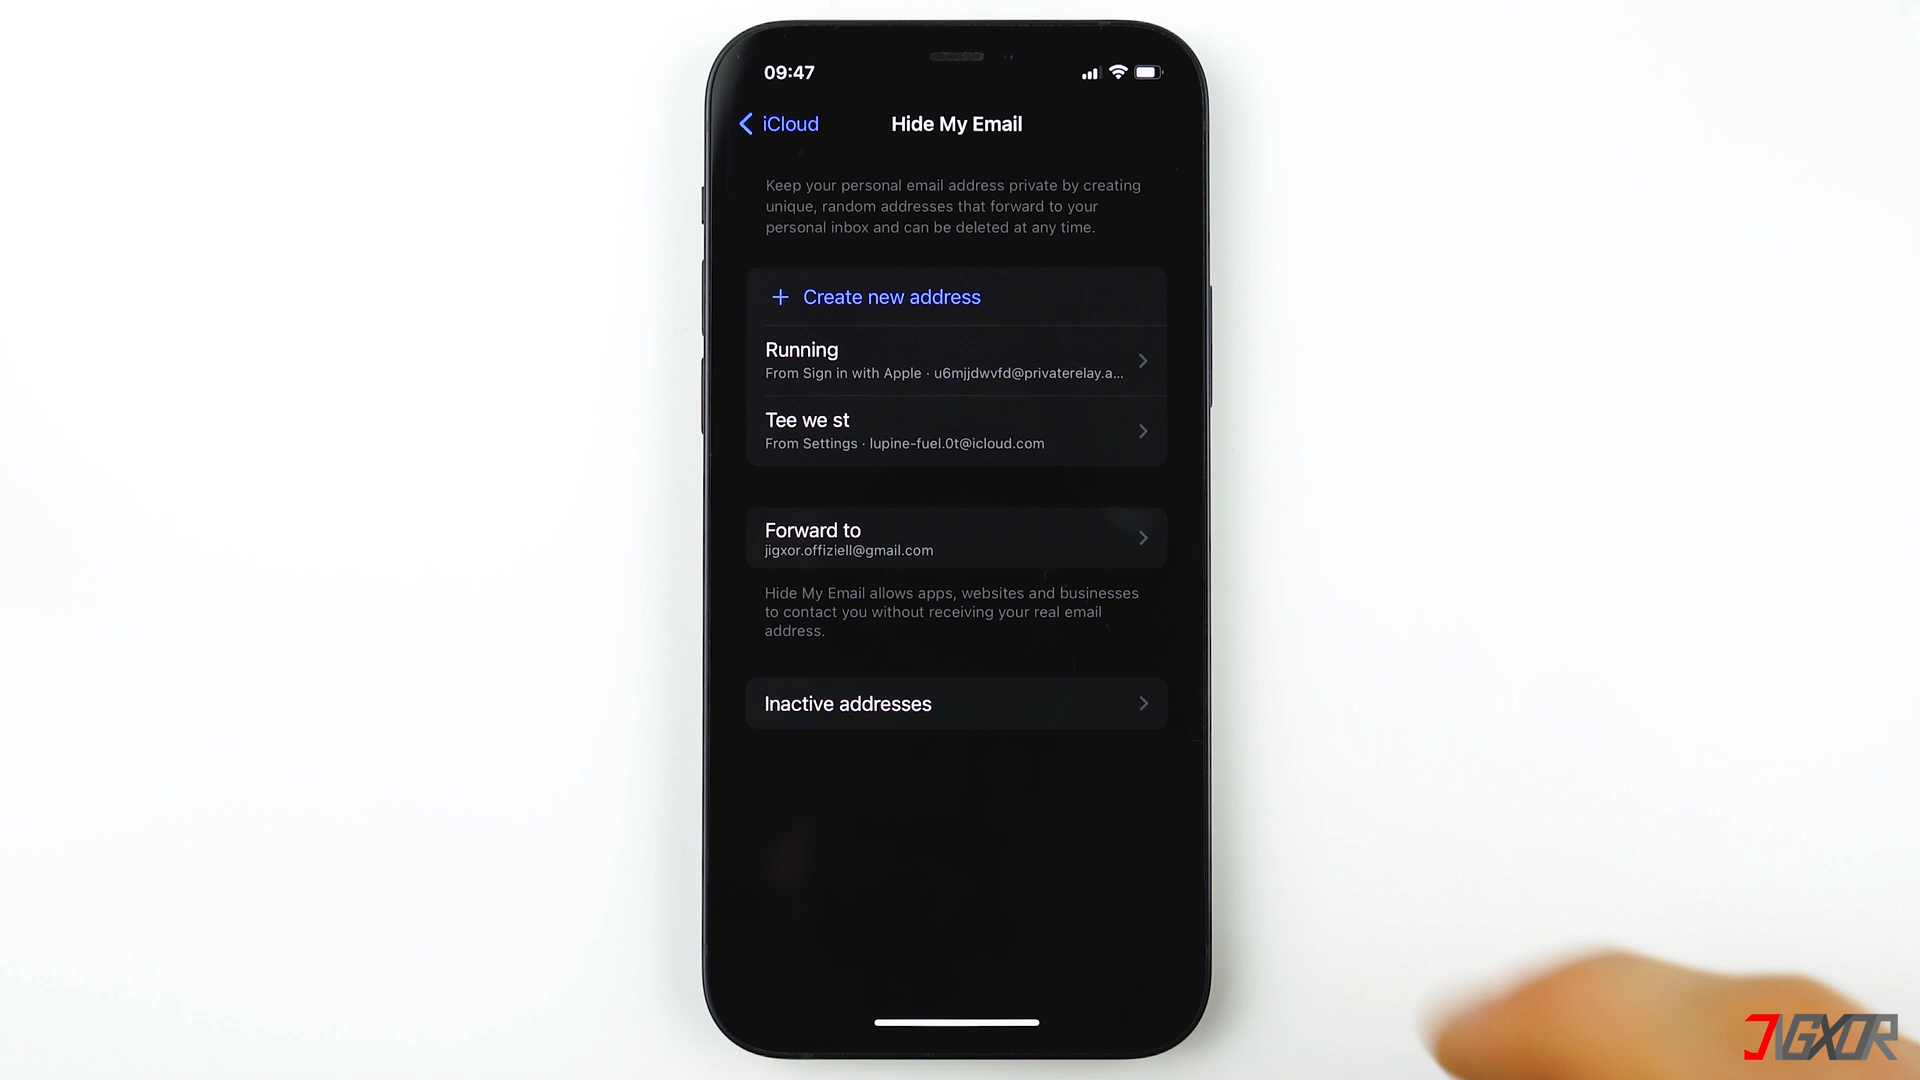 09:47
iCloud
Hide My Email
Keep your personal email address private by creating
unique, random addresses that forward to your
personal inbox and can be deleted at any time.
+ Create new address
Running
From Sign in with Apple · u6mjjdwvfd@privaterelay.a...
Tee we st
From Settings · lupine-fuel.0t@icloud.com
Forward to
jigxor.offiziell@gmail.com
Hide My Email allows apps, websites and businesses
to contact you without receiving your real email
address.
Inactive addresses
JIGXOR